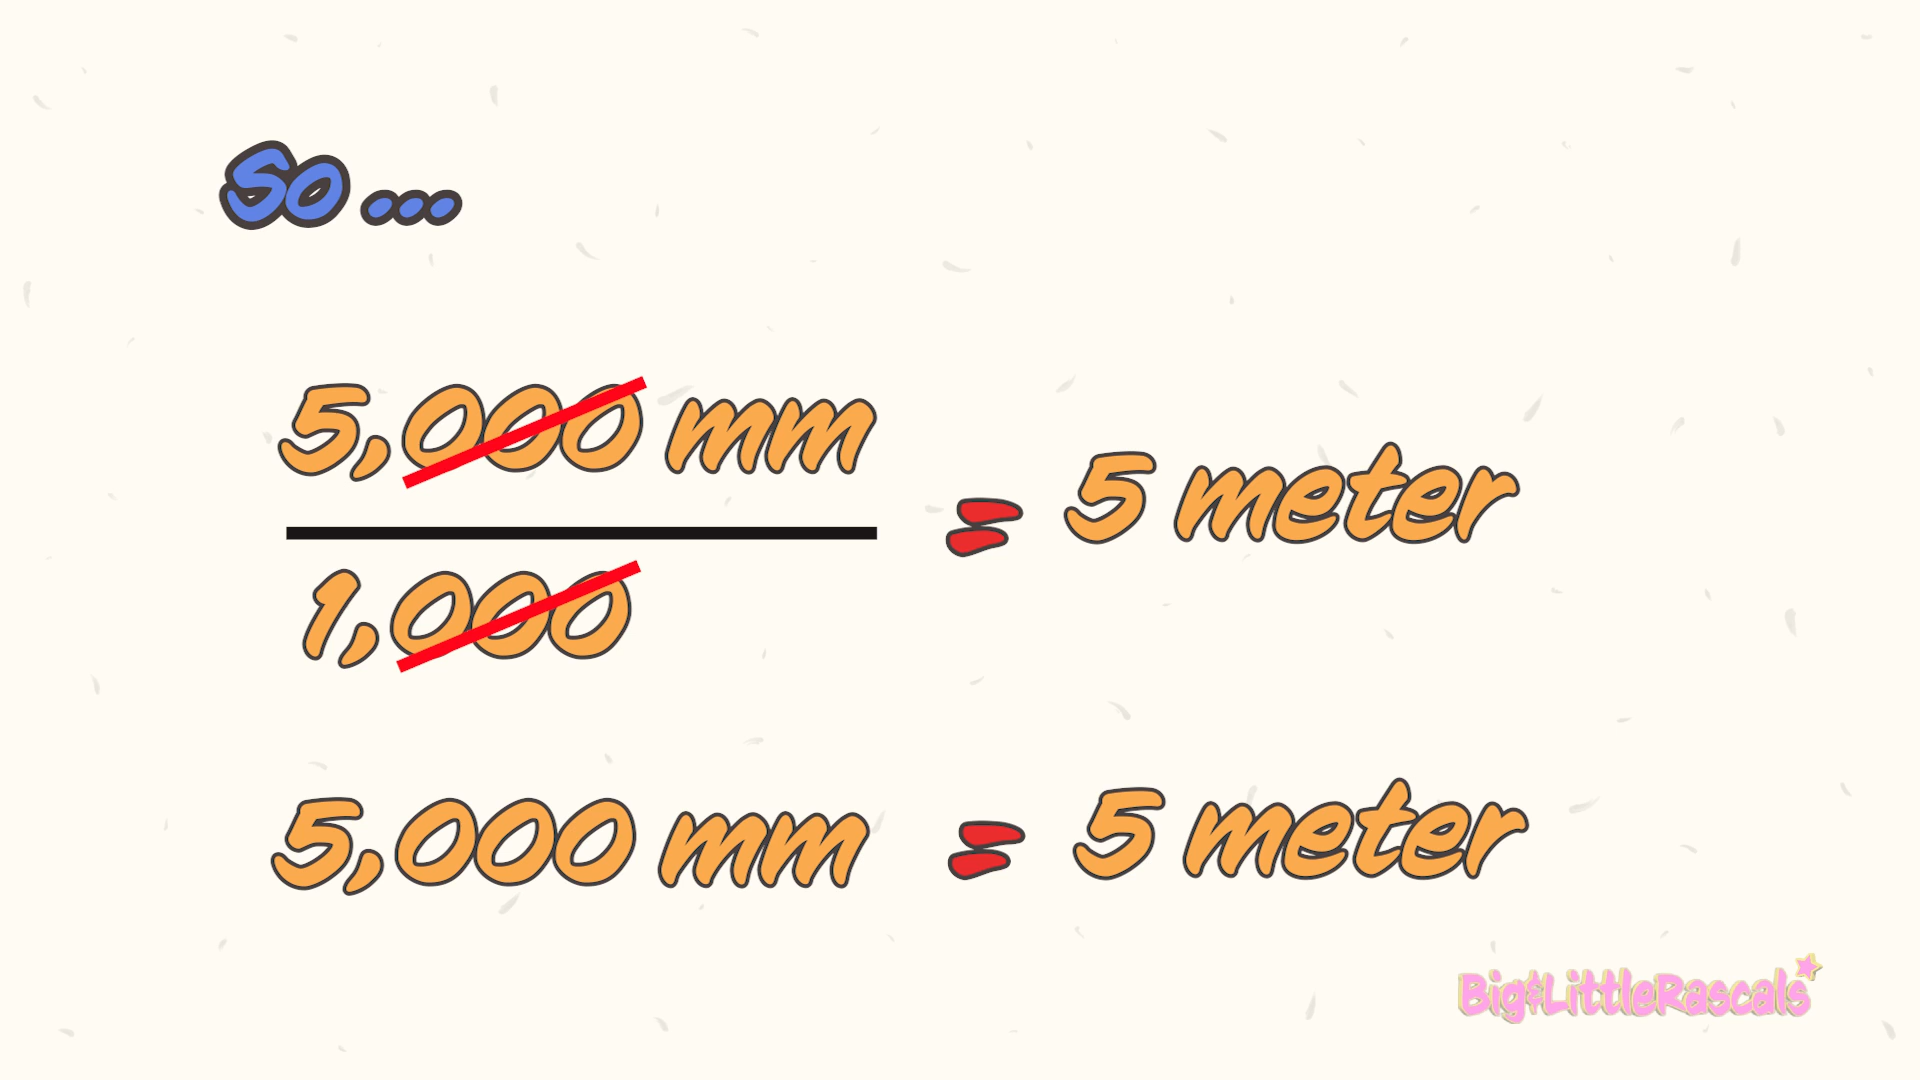 So ...
5,000 mm
1,000
= 5 meter
5,000 mm = 5 meter
Big&LittleRascals